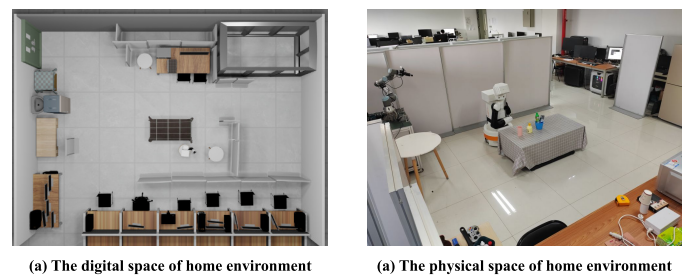 (a) The digital space of home environment
(a) The physical space of home environment